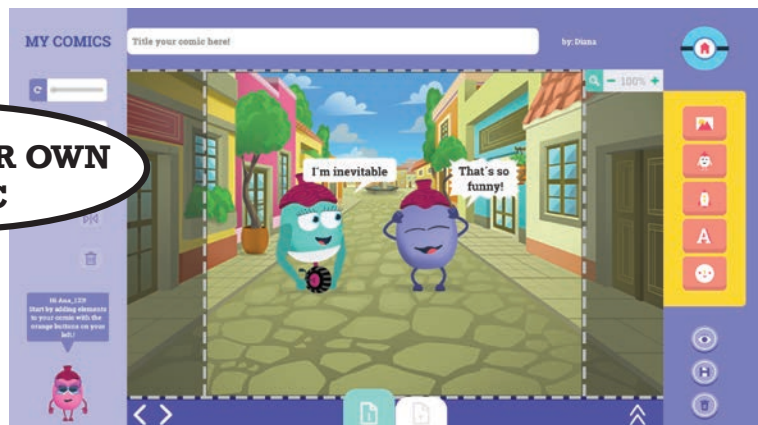 MY COMICS
Title your comic here!
by: Diana
100%
R OWN
C
I'm inevitable
That's so
funny!
A
Hi Ana_123!
Start by adding elements
to your comic with the
orange buttons on your
left!
1